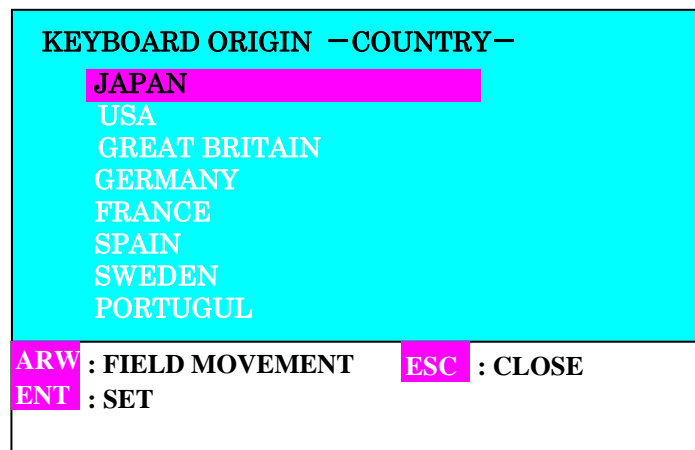 KEYBOARD ORIGIN －COUNTRY－
JAPAN
USA
GREAT BRITAIN
GERMANY
FRANCE
SPAIN
SWEDEN
PORTUGUL
ARW : FIELD MOVEMENT ESC : CLOSE
ENT : SET